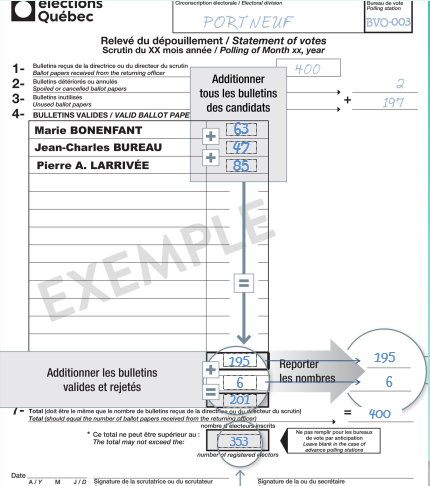 élections
Québec
Circonscription électorale / Electoral division
PORTNEUF
Bureau de vote
Polling station
BVO-003
Relevé du dépouillement / Statement of votes
Scrutin du XX mois année / Polling of Month xx, year
1- Bulletins reçus de la directrice ou du directeur du scrutin
Ballot papers received from the returning officer
400
2- Bulletins détériorés ou annulés
Spoiled or cancelled ballot papers
2
3- Bulletins inutilisés
Unused ballot papers
+ 197
4- BULLETINS VALIDES / VALID BALLOT PAPE
Additionner
tous les bulletins
des candidats
Marie BONENFANT
63
+
Jean-Charles BUREAU
47
+
Pierre A. LARRIVÉE
85
EXEMPLE
=
195
+
6
=
201
Additionner les bulletins
valides et rejetés
Reporter
les nombres
195
6
7- Total (doit être le même que le nombre de bulletins reçus de la directrice ou du directeur du scrutin)
Total (should equal the number of ballot papers received from the returning officer)
= 400
nombre d'électeurs inscrits
* Ce total ne peut être supérieur au :
The total may not exceed the:
353
number of registered electors
Ne pas remplir pour les bureaux
de vote par anticipation
Leave blank in the case of
advance polling stations
Date
A / Y M J / D
Signature de la scrutatrice ou du scrutateur
Signature de la ou du secrétaire